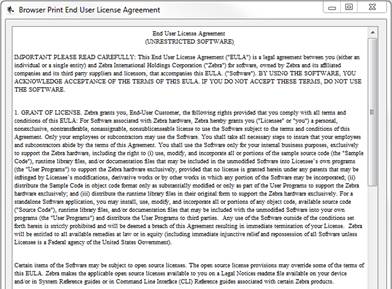 Browser Print End User License Agreement
End User License Agreement
(UNRESTRICTED SOFTWARE)
IMPORTANT PLEASE READ CAREFULLY: This End User License Agreement ("EULA") is a legal agreement between you (either an
individual or a single entity) and Zebra International Holdings Corporation ("Zebra") for software, owned by Zebra and its affiliated
companies and its third party suppliers and licensors, that accompanies this EULA. ("Software"). BY USING THE SOFTWARE, YOU
ACKNOWLEDGE ACCEPTANCE OF THE TERMS OF THIS EULA. IF YOU DO NOT ACCEPT THESE TERMS, DO NOT USE
THE SOFTWARE.
1. GRANT OF LICENSE. Zebra grants you, End-User Customer, the following rights provided that you comply with all terms and
conditions of this EULA: For Software associated with Zebra hardware, Zebra hereby grants you ("Licensee" or "you") a personal,
nonexclusive, nontransferable, nonassignable, nonsublicensable license to use the Software subject to the terms and conditions of this
Agreement. Only your employees or subcontractors may use the Software. You shall take all necessary steps to insure that your employees
and subcontractors abide by the terms of this Agreement. You shall use the Software only for your internal business purposes, exclusively
to support the Zebra hardware, including the right to (i) use, modify, and incorporate all or portions of the sample source code (the "Sample
Code"), runtime library files, and/or documentation files that may be included in the unmodified Software into Licensee's own programs
(the "User Programs") to support the Zebra hardware exclusively, provided that no license is granted herein under any patents that may be
infringed by Licensee's modifications, derivative works or by other works in which any portion of the Software may be incorporated; (ii)
distribute the Sample Code in object code format only as substantially modified or as part of the User Programs to support the Zebra
hardware exclusively; and (iii) distribute the runtime library files in their original form to support the Zebra hardware exclusively. For a
standalone Software application, you may install, use, modify, and incorporate all or portions of any object code, available source code
("Source Code"), runtime library files, and/or documentation files that may be included with the unmodified Software into your own
programs (the "User Programs") and distribute the User Programs to third parties. Any use of the Software outside of the conditions set
forth herein is strictly prohibited and will be deemed a breach of this Agreement resulting in immediate termination of your License. Zebra
will be entitled to all available remedies at law or in equity (including immediate injunctive relief and repossession of all Software unless
Licensee is a Federal agency of the United States Government).
Certain items of the Software may be subject to open source licenses. The open source license provisions may override some of the terms
of this EULA. Zebra makes the applicable open source licenses available to you on a Legal Notices readme file available on your device
and/or in System Reference guides or in Command Line Interface (CLI) Reference guides associated with certain Zebra products.